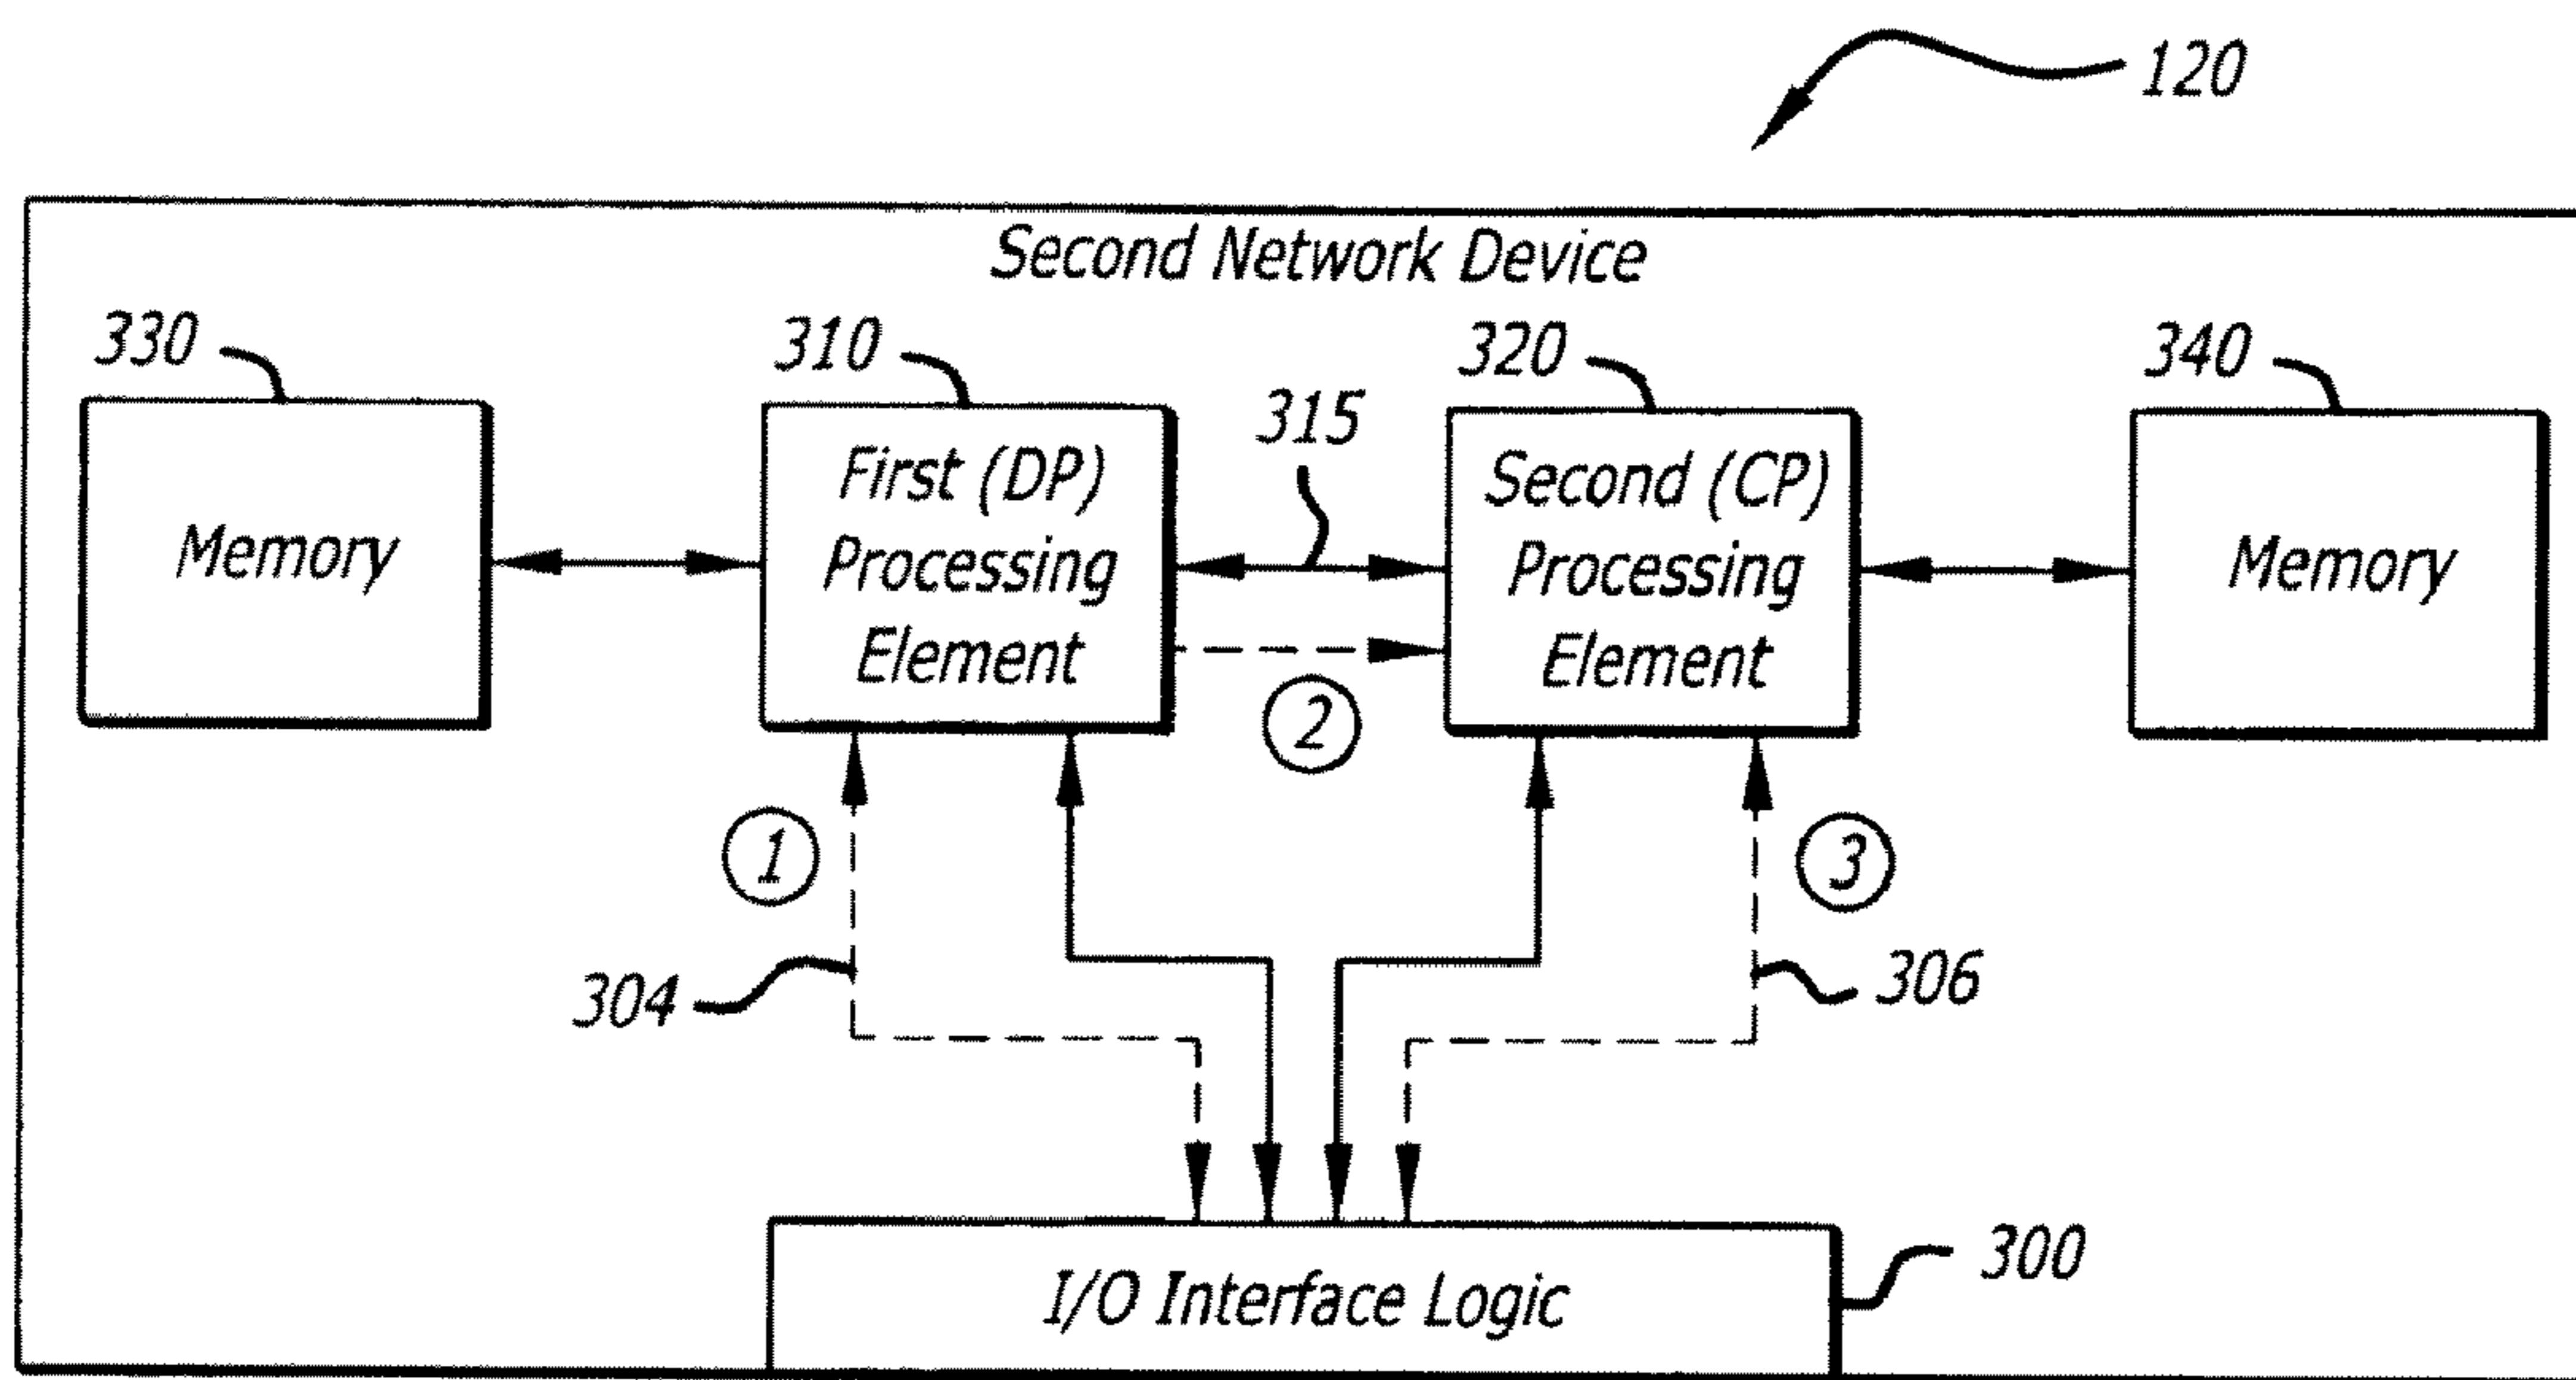 120
Second Network Device
330
310
320
340
315
Memory
First (DP)
Processing
Element
Second (CP)
Processing
Element
Memory
2
1
3
304
306
I/O Interface Logic
300